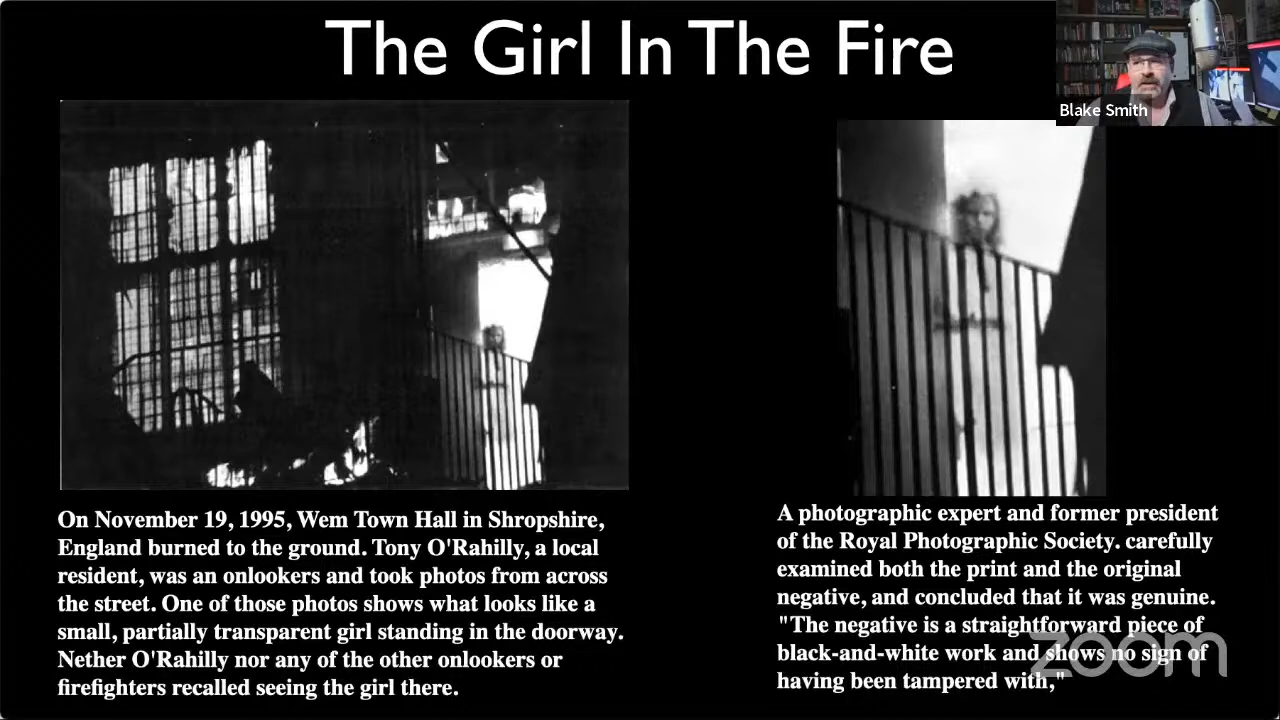 The Girl In The Fire
Blake Smith
On November 19, 1995, Wem Town Hall in Shropshire,
England burned to the ground. Tony O'Rahilly, a local
resident, was an onlookers and took photos from across
the street. One of those photos shows what looks like a
small, partially transparent girl standing in the doorway.
Nether O'Rahilly nor any of the other onlookers or
firefighters recalled seeing the girl there.
A photographic expert and former president
of the Royal Photographic Society. carefully
examined both the print and the original
negative, and concluded that it was genuine.
"The negative is a straightforward piece of
black-and-white work and shows no sign of
having been tampered with,"
zoom